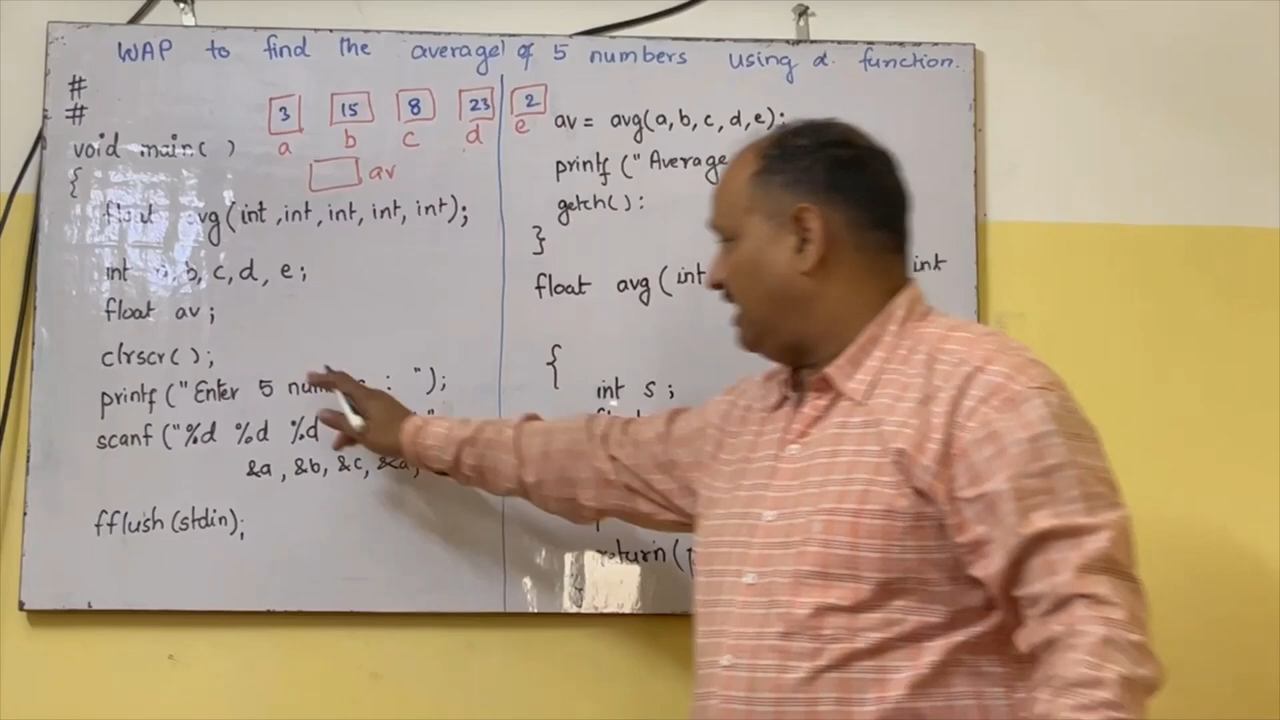 WAP to find the average of 5 numbers using a function.
#
#
3 15 8 23 2
a b c d e
void main( )
av
{
float avg(int ,int, int, int, int);
int b, c, d, e ;
float av ;
clrscr( );
printf ("Enter 5 : ");
scanf ("%d %d %d "
&a , &b, &c,
fflush (stdin);
av = avg(a, b, c, d, e);
printf ("Average
getch( ) :
}
float avg (int int
{
int s ;
return (